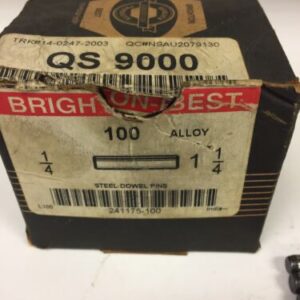 TRK#14-0247-2003 QC#NSAU2079130
QS 9000
BRIGHTON-BEST
100 ALLOY
1/4 1 1/4
STEEL DOWEL PINS
241175-100
India